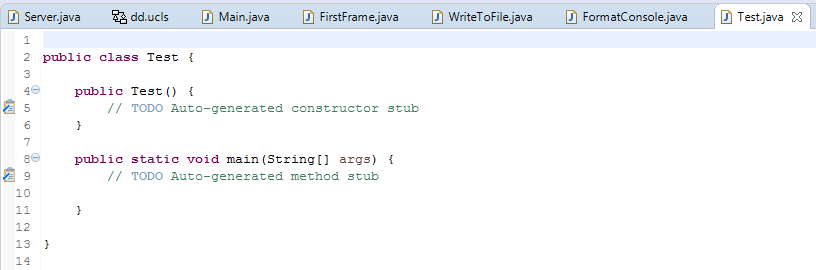 Server.java dd.ucls Main.java FirstFrame.java WriteToFile.java FormatConsole.java Test.java
1
2 public class Test {
3
4 public Test() {
5 // TODO Auto-generated constructor stub
6 }
7
8 public static void main(String[] args) {
9 // TODO Auto-generated method stub
10
11 }
12
13 }
14